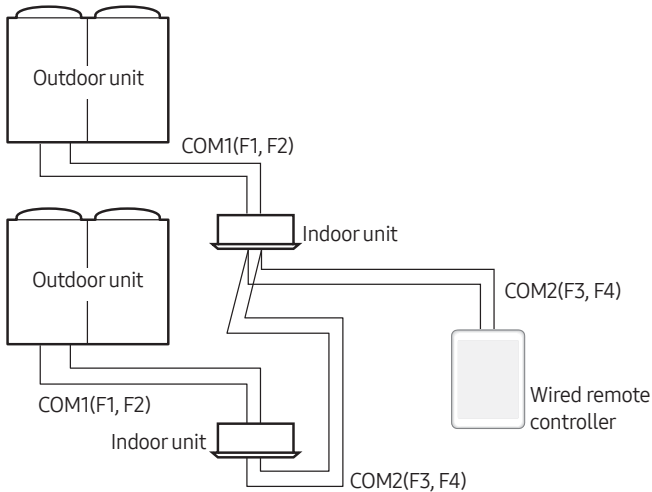 Outdoor unit
COM1(F1, F2)
Indoor unit
Outdoor unit
COM2(F3, F4)
Wired remote
controller
COM1(F1, F2)
Indoor unit
COM2(F3, F4)